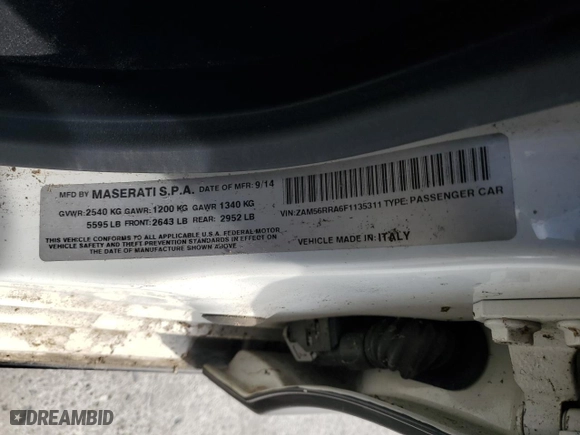 MFD BY MASERATI S.P.A. DATE OF MFR: 9/14
GVWR: 2540 KG GAWR: 1200 KG GAWR 1340 KG
5595 LB FRONT: 2643 LB REAR: 2952 LB
THIS VEHICLE CONFORMS TO ALL APPLICABLE U.S.A. FEDERAL MOTOR
VEHICLE SAFETY AND THEFT PREVENTION STANDARDS IN EFFECT ON
THE DATE OF MANUFACTURE SHOWN ABOVE
VIN: ZAM56RRA6F1135311 TYPE: PASSENGER CAR
VEHICLE MADE IN: ITALY
DREAMBID